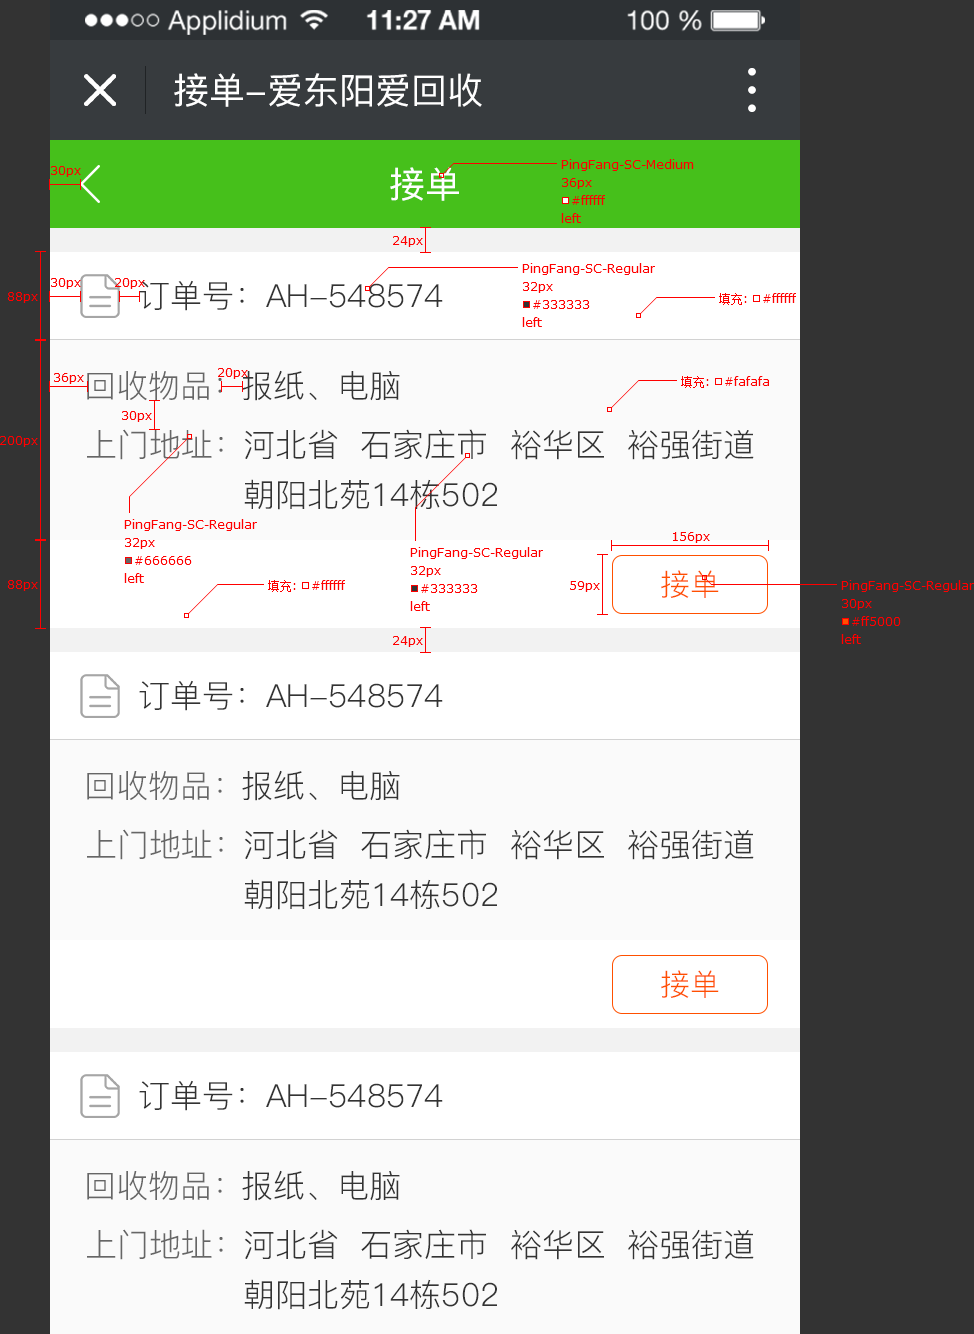 Applidium 11:27 AM 100 %
接单-爱东阳爱回收
30px
接单
PingFang-SC-Medium
36px
#ffffff
left
24px
88px
30px
20px
订单号：AH-548574
PingFang-SC-Regular
32px
#333333
left
填充： #ffffff
36px
回收物品：
20px
报纸、电脑
填充： #fafafa
30px
200px
上门地址：河北省 石家庄市 裕华区 裕强街道
朝阳北苑14栋502
PingFang-SC-Regular
32px
#666666
left
PingFang-SC-Regular
32px
#333333
left
156px
88px
填充： #ffffff
59px
接单
PingFang-SC-Regular
30px
#ff5000
left
24px
订单号：AH-548574
回收物品：报纸、电脑
上门地址：河北省 石家庄市 裕华区 裕强街道
朝阳北苑14栋502
接单
订单号：AH-548574
回收物品：报纸、电脑
上门地址：河北省 石家庄市 裕华区 裕强街道
朝阳北苑14栋502